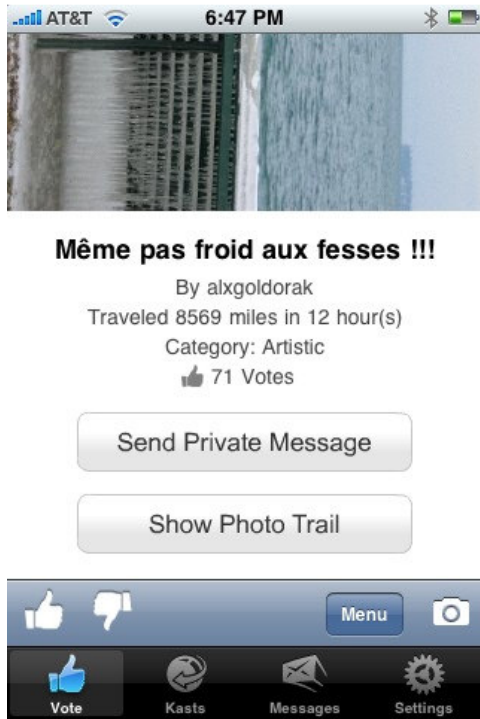 AT&T 6:47 PM
Même pas froid aux fesses !!!
By alxgoldorak
Traveled 8569 miles in 12 hour(s)
Category: Artistic
71 Votes
Send Private Message
Show Photo Trail
Menu
Vote Kasts Messages Settings